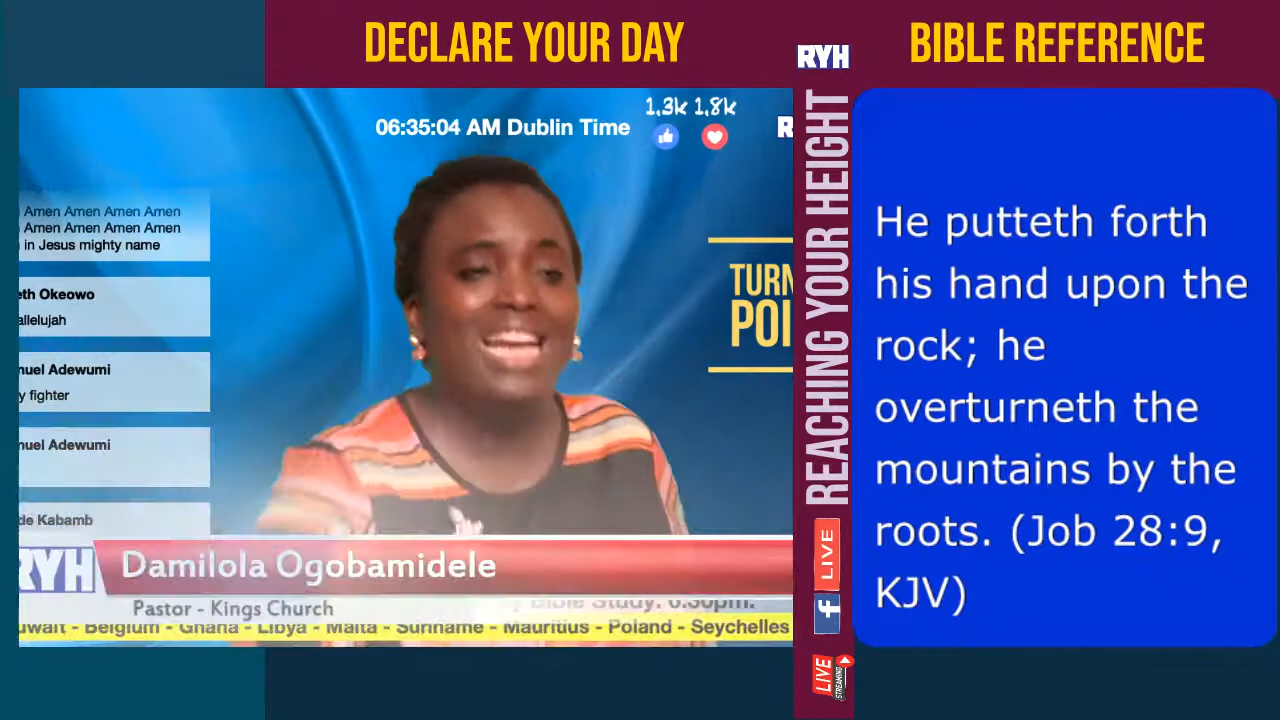 DECLARE YOUR DAY
BIBLE REFERENCE
RYH
REACHING YOUR HEIGHT
LIVE
LIVE
STREAMING
1.3k 1.8k
06:35:04 AM Dublin Time
R
Amen Amen Amen Amen
Amen Amen Amen Amen
in Jesus mighty name
eth Okeowo
allelujah
nuel Adewumi
y fighter
nuel Adewumi
de Kabamb
TURN
POI
RYH
Damilola Ogobamidele
Pastor - Kings Church
Bible Study: 6:30pm.
uwait - Belgium - Ghana - Libya - Malta - Suriname - Mauritius - Poland - Seychelles
He putteth forth
his hand upon the
rock; he
overturneth the
mountains by the
roots. (Job 28:9,
KJV)